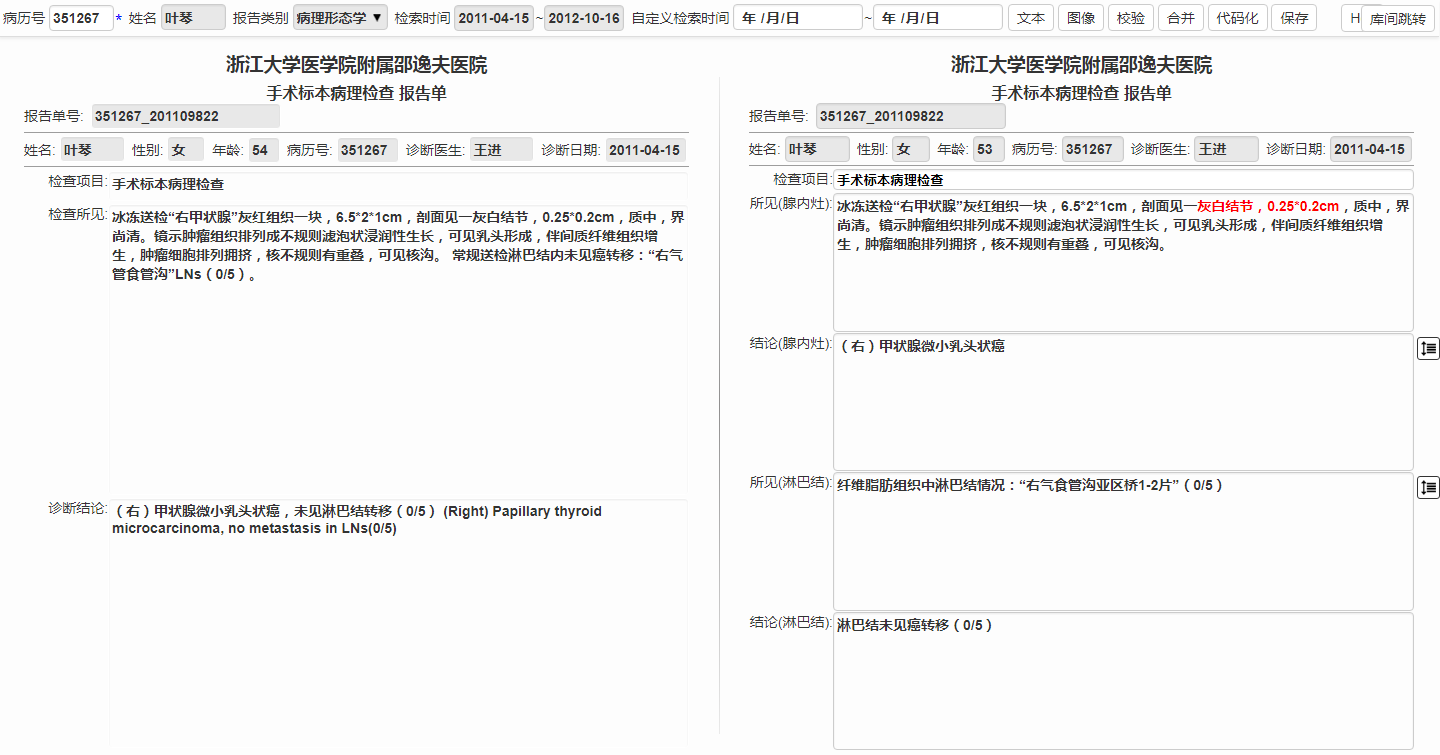 病历号 351267 * 姓名 叶琴 报告类别 病理形态学 ▼ 检索时间 2011-04-15 ~ 2012-10-16 自定义检索时间 年 /月/日 ~ 年 /月/日 文本 图像 校验 合并 代码化 保存 H 库间跳转
浙江大学医学院附属邵逸夫医院
手术标本病理检查 报告单
报告单号: 351267_201109822
姓名: 叶琴 性别: 女 年龄: 54 病历号: 351267 诊断医生: 王进 诊断日期: 2011-04-15
检查项目: 手术标本病理检查
检查所见: 冰冻送检“右甲状腺”灰红组织一块，6.5*2*1cm，剖面见一灰白结节，0.25*0.2cm，质中，界
尚清。镜示肿瘤组织排列成不规则滤泡状浸润性生长，可见乳头形成，伴间质纤维组织增
生，肿瘤细胞排列拥挤，核不规则有重叠，可见核沟。 常规送检淋巴结内未见癌转移：“右气
管食管沟”LNs（0/5）。
诊断结论: （右）甲状腺微小乳头状癌，未见淋巴结转移（0/5） (Right) Papillary thyroid
microcarcinoma, no metastasis in LNs(0/5)
浙江大学医学院附属邵逸夫医院
手术标本病理检查 报告单
报告单号: 351267_201109822
姓名: 叶琴 性别: 女 年龄: 53 病历号: 351267 诊断医生: 王进 诊断日期: 2011-04-15
检查项目: 手术标本病理检查
所见(腺内灶): 冰冻送检“右甲状腺”灰红组织一块，6.5*2*1cm，剖面见一灰白结节，0.25*0.2cm，质中，界
尚清。镜示肿瘤组织排列成不规则滤泡状浸润性生长，可见乳头形成，伴间质纤维组织增
生，肿瘤细胞排列拥挤，核不规则有重叠，可见核沟。
结论(腺内灶): （右）甲状腺微小乳头状癌
所见(淋巴结): 纤维脂肪组织中淋巴结情况：“右气食管沟亚区桥1-2片”（0/5）
结论(淋巴结): 淋巴结未见癌转移（0/5）